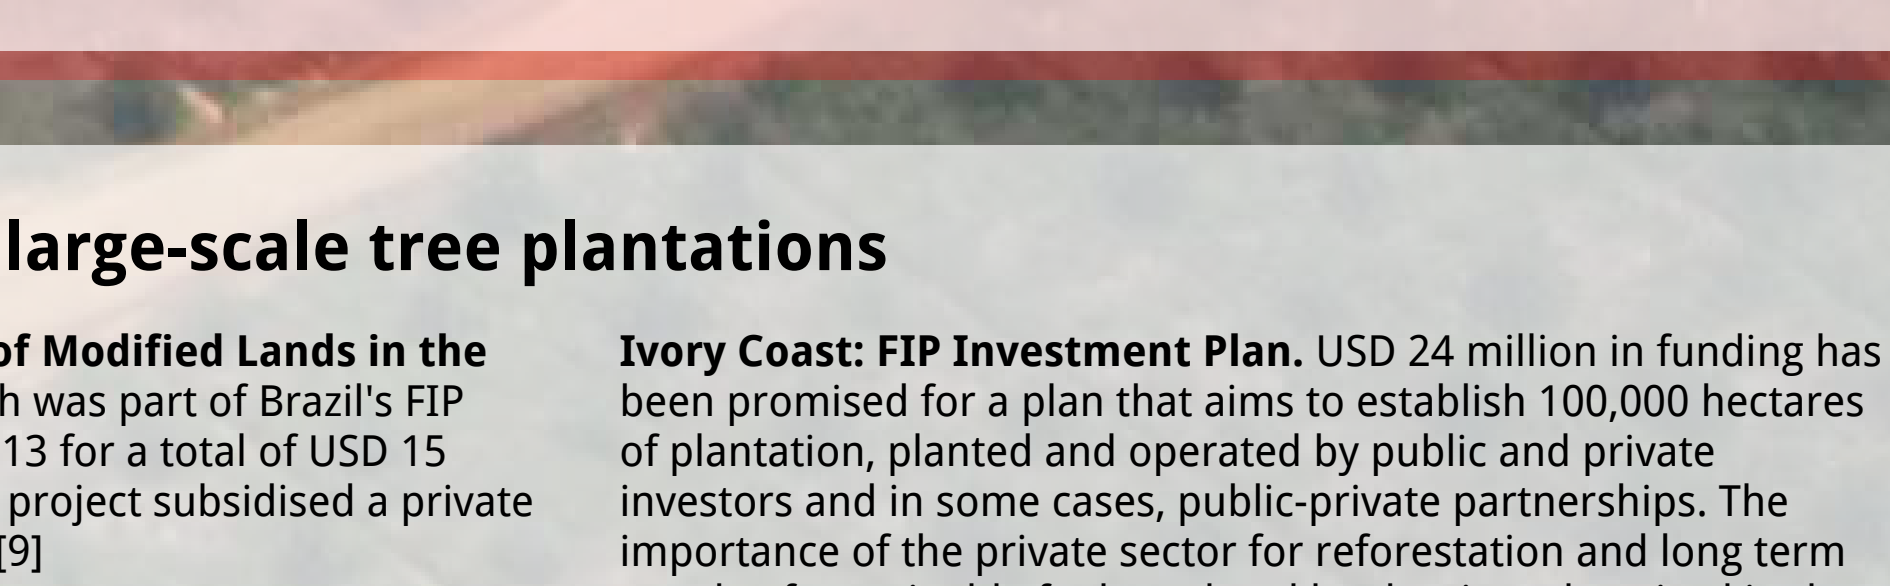 large-scale tree plantations
of Modified Lands in the
h was part of Brazil's FIP
13 for a total of USD 15
project subsidised a private
[9]
Ivory Coast: FIP Investment Plan. USD 24 million in funding has
been promised for a plan that aims to establish 100,000 hectares
of plantation, planted and operated by public and private
investors and in some cases, public-private partnerships. The
importance of the private sector for reforestation and long term